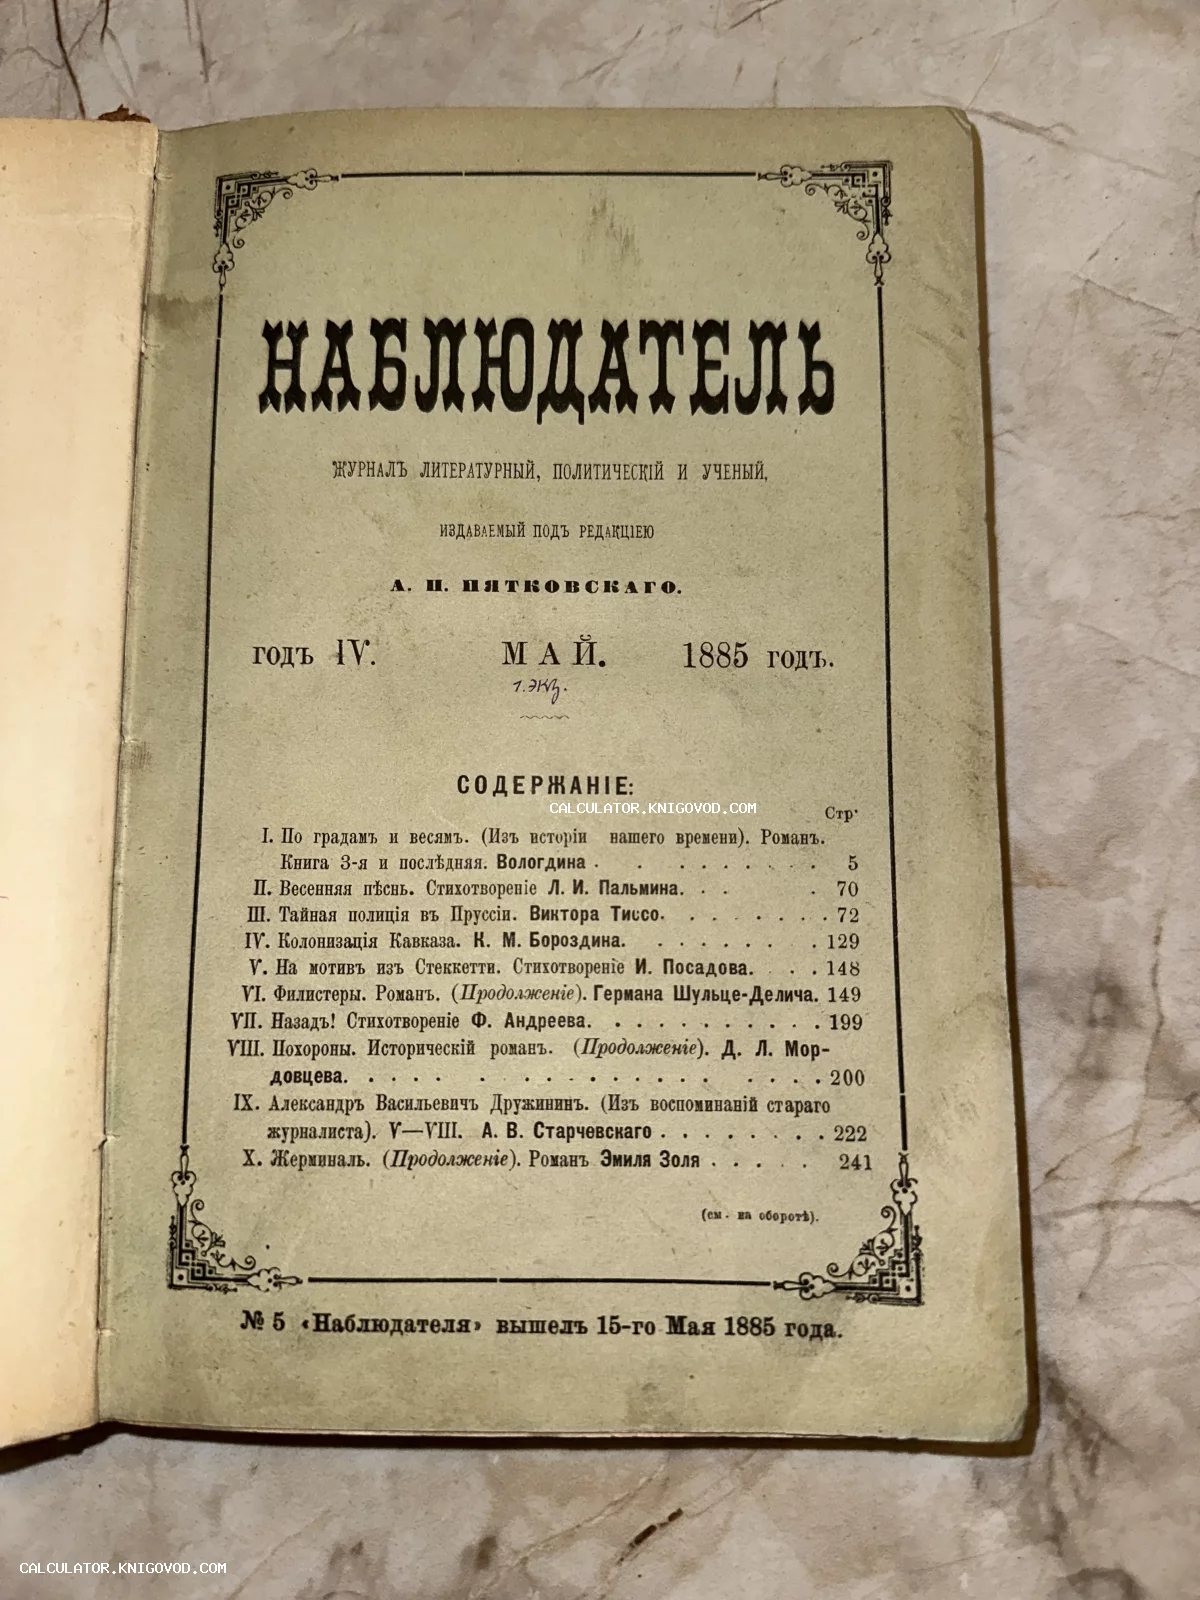 НАБЛЮДАТЕЛЬ
ЖУРНАЛЪ ЛИТЕРАТУРНЫЙ, ПОЛИТИЧЕСКІЙ И УЧЕНЫЙ,
ИЗДАВАЕМЫЙ ПОДЪ РЕДАКЦІЕЮ
А. П. ПЯТКОВСКАГО.
ГОДЪ IV. МАЙ. 1885 ГОДЪ.
1. экз.
СОДЕРЖАНІЕ:
CALCULATOR.KNIGOVOD.COM
Стр.
I. По градамъ и весямъ. (Изъ исторіи нашего времени). Романъ.
Книга 3-я и послѣдняя. Вологдина . . . . . . . . 5
II. Весенняя пѣснь. Стихотвореніе Л. И. Пальмина. . . . 70
III. Тайная полиція въ Пруссіи. Виктора Тиссо. . . . . . . . 72
IV. Колонизація Кавказа. К. М. Бороздина. . . . . . . . 129
V. На мотивъ изъ Стеккетти. Стихотвореніе И. Посадова. . . . 148
VI. Филистеры. Романъ. (Продолженіе). Германа Шульце-Делича. 149
VII. Назадъ! Стихотвореніе Ф. Андреева. . . . . . . . . . . 199
VIII. Похороны. Историческій романъ. (Продолженіе). Д. Л. Мор-
довцева. . . . . . . . . . . . . . . . . . 200
IX. Александръ Васильевичъ Дружининъ. (Изъ воспоминаній стараго
журналиста). V—VIII. А. В. Старчевскаго . . . . . . . . 222
X. Жерминаль. (Продолженіе). Романъ Эмиля Золя . . . . . 241
(см. на оборотѣ).
№ 5 «Наблюдателя» вышелъ 15-го Мая 1885 года.
CALCULATOR.KNIGOVOD.COM